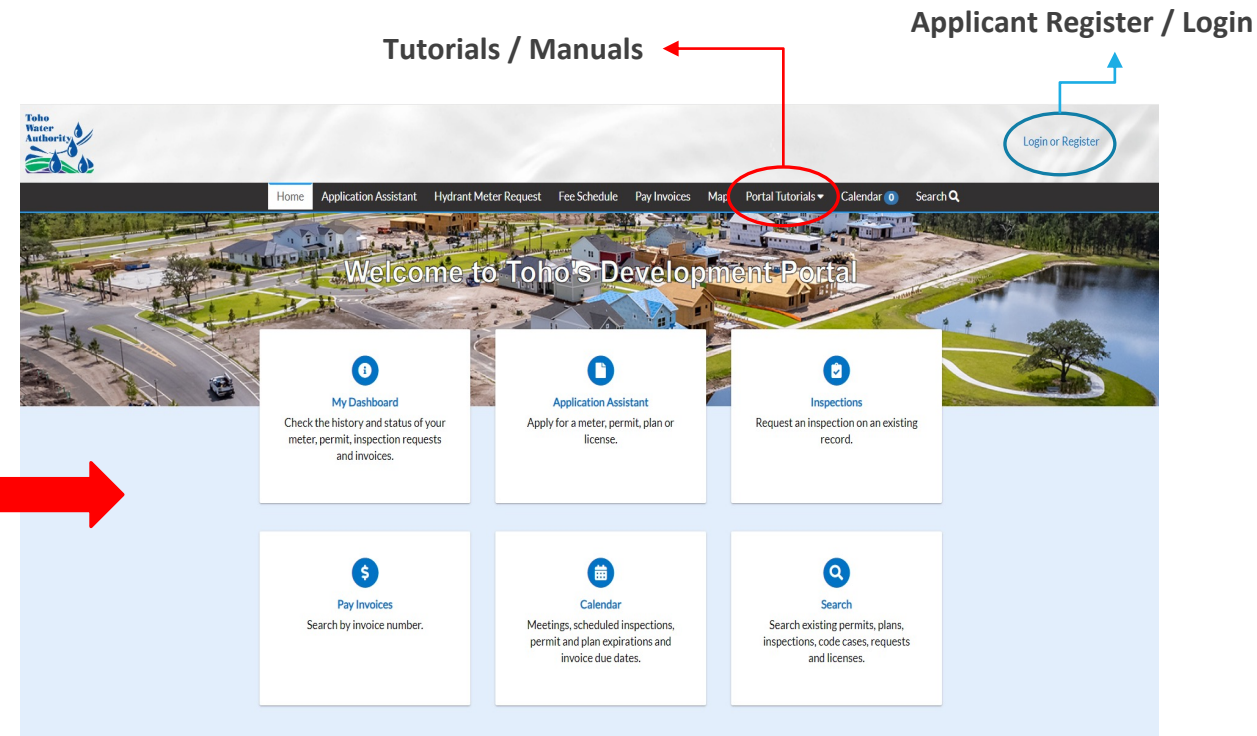 Applicant Register / Login
Tutorials / Manuals
Toho
Water
Authority
Login or Register
Home Application Assistant Hydrant Meter Request Fee Schedule Pay Invoices Map Portal Tutorials Calendar 0 Search
Welcome to Toho's Development Portal
My Dashboard
Check the history and status of your
meter, permit, inspection requests
and invoices.
Application Assistant
Apply for a meter, permit, plan or
license.
Inspections
Request an inspection on an existing
record.
Pay Invoices
Search by invoice number.
Calendar
Meetings, scheduled inspections,
permit and plan expirations and
invoice due dates.
Search
Search existing permits, plans,
inspections, code cases, requests
and licenses.